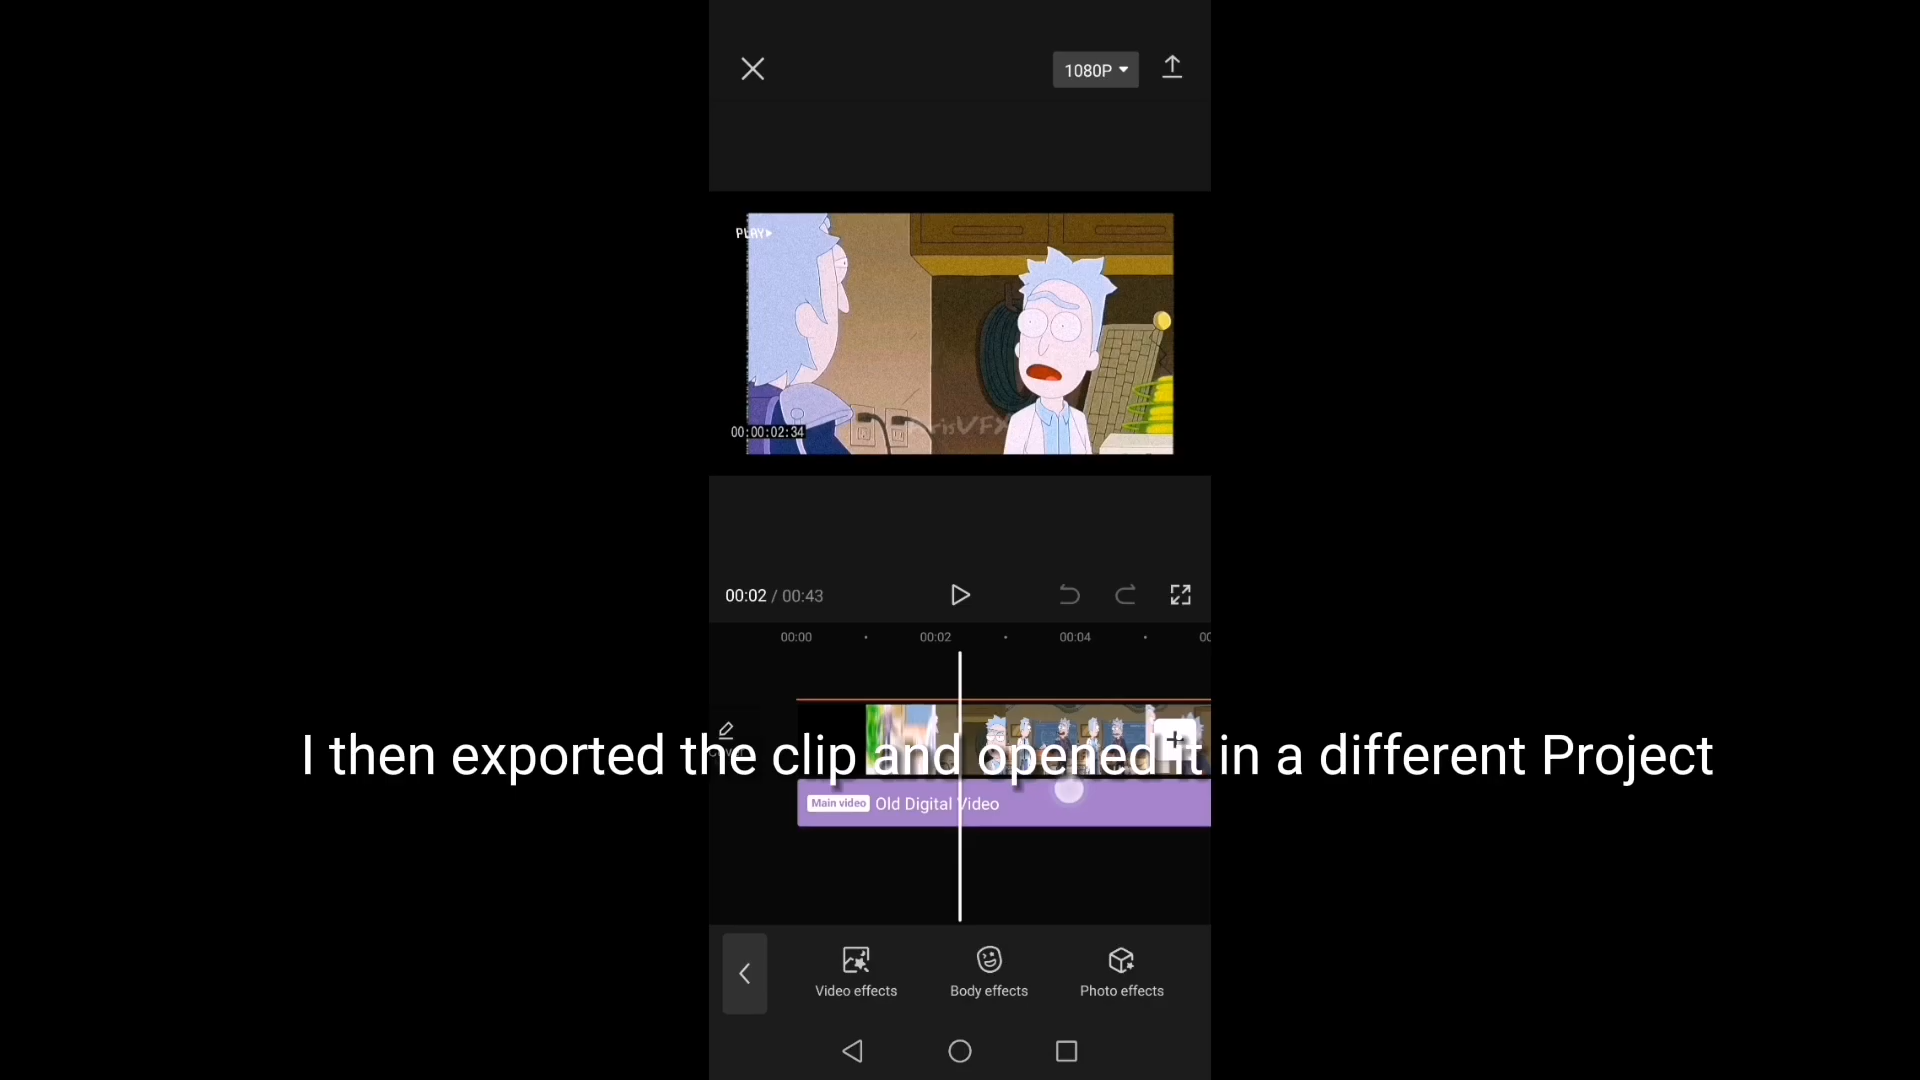 1080P
PLAY
00:00:02:34
00:02 / 00:43
00:00
00:02
00:04
I then exported the clip and opened it in a different Project
Main video Old Digital Video
Video effects
Body effects
Photo effects